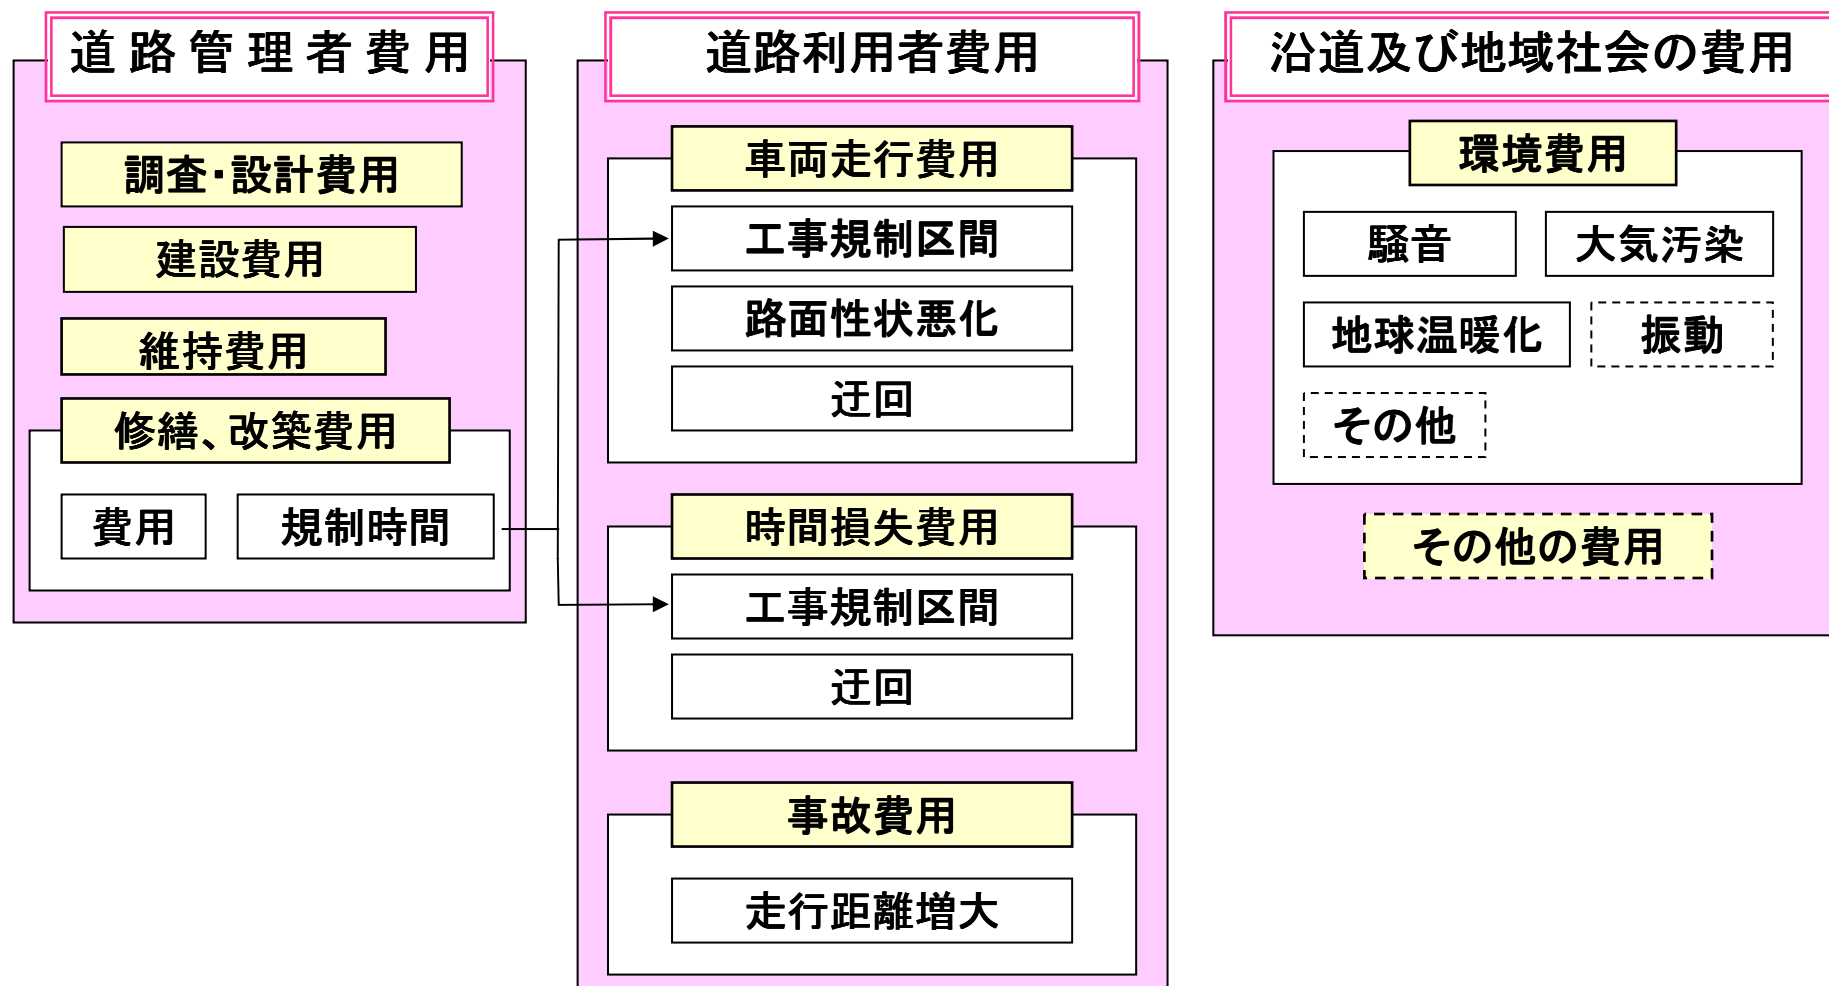 道路管理者費用
調査・設計費用
建設費用
維持費用
修繕、改築費用
費用
規制時間
道路利用者費用
車両走行費用
工事規制区間
路面性状悪化
迂回
時間損失費用
工事規制区間
迂回
事故費用
走行距離増大
沿道及び地域社会の費用
環境費用
騒音
大気汚染
地球温暖化
振動
その他
その他の費用